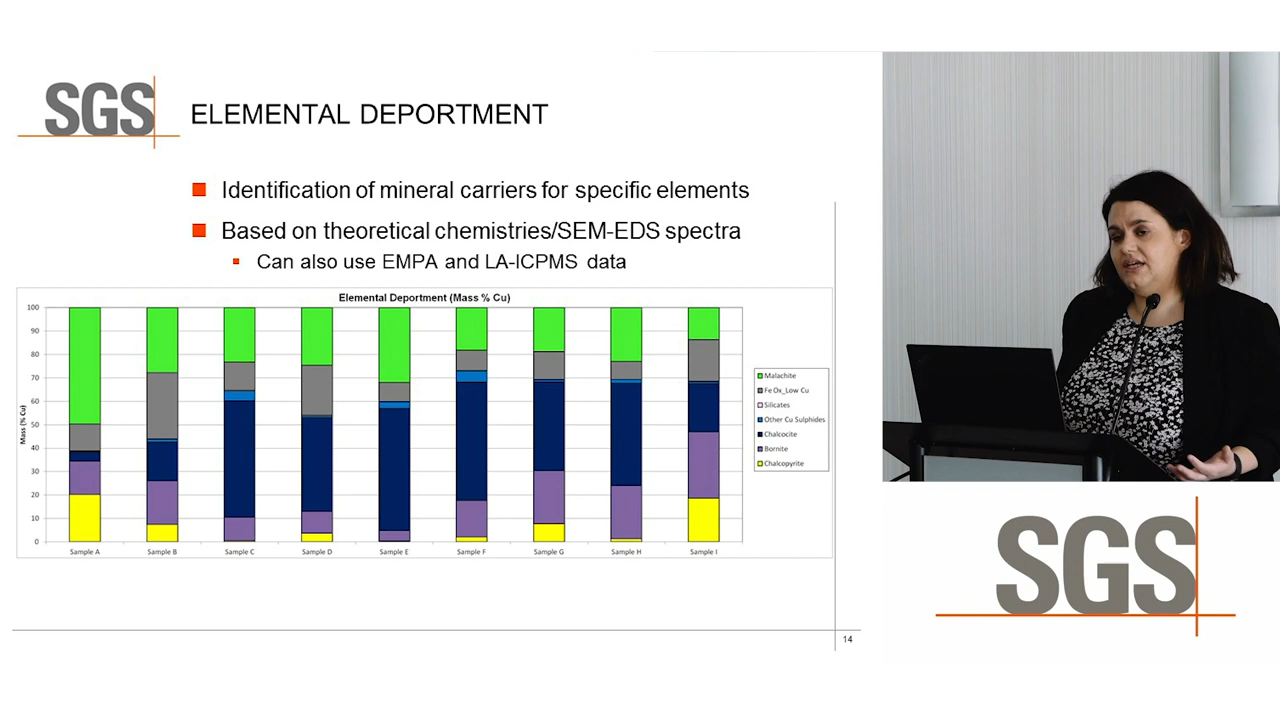 SGS
ELEMENTAL DEPORTMENT
Identification of mineral carriers for specific elements
Based on theoretical chemistries/SEM-EDS spectra
Can also use EMPA and LA-ICPMS data
Elemental Deportment (Mass % Cu)
Mass (% Cu)
100
90
80
70
60
50
40
30
20
10
0
Sample A
Sample B
Sample C
Sample D
Sample E
Sample F
Sample G
Sample H
Sample I
Malachite
Fe Ox_Low Cu
Silicates
Other Cu Sulphides
Chalcocite
Bornite
Chalcopyrite
14
SGS